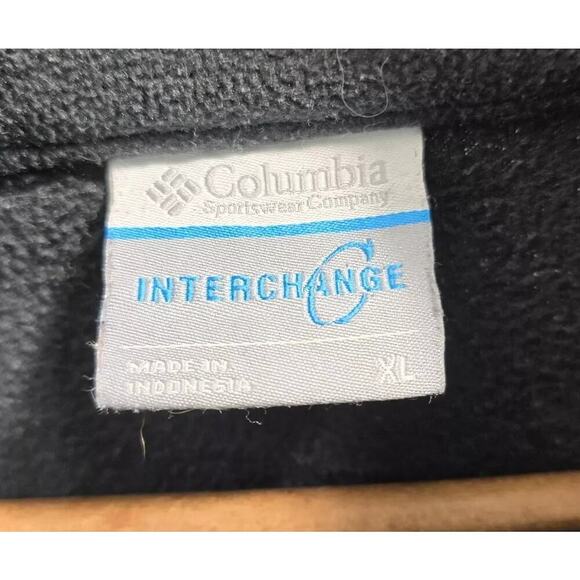 Columbia
Sportswear Company
INTERCHANGE
MADE IN
INDONESIA
XL